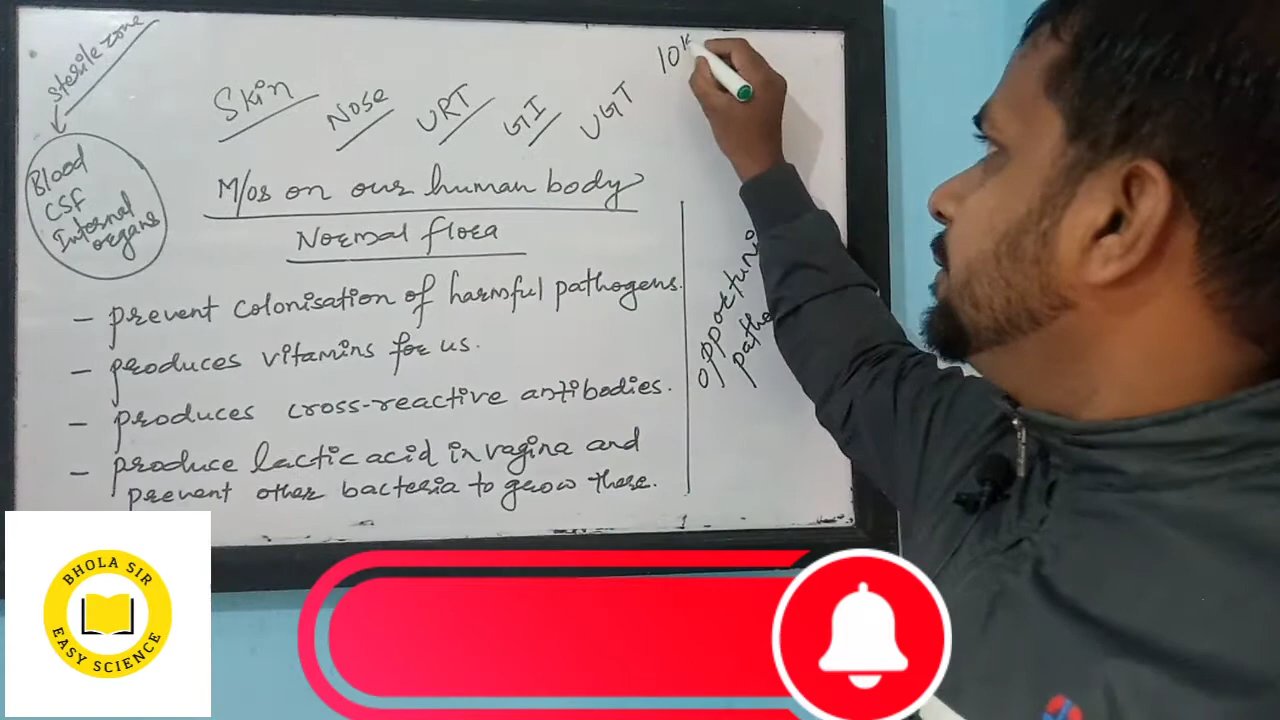 sterile zone
Blood
CSF
Internal
organs
Skin Nose URT GI UGT
10
M/os on our human body
Normal flora
- prevent colonisation of harmful pathogens.
- produces vitamins for us.
- produces cross-reactive antibodies.
- produce lactic acid in vagina and
prevent other bacteria to grow there.
opportunis
patho
BHOLA SIR
EASY SCIENCE